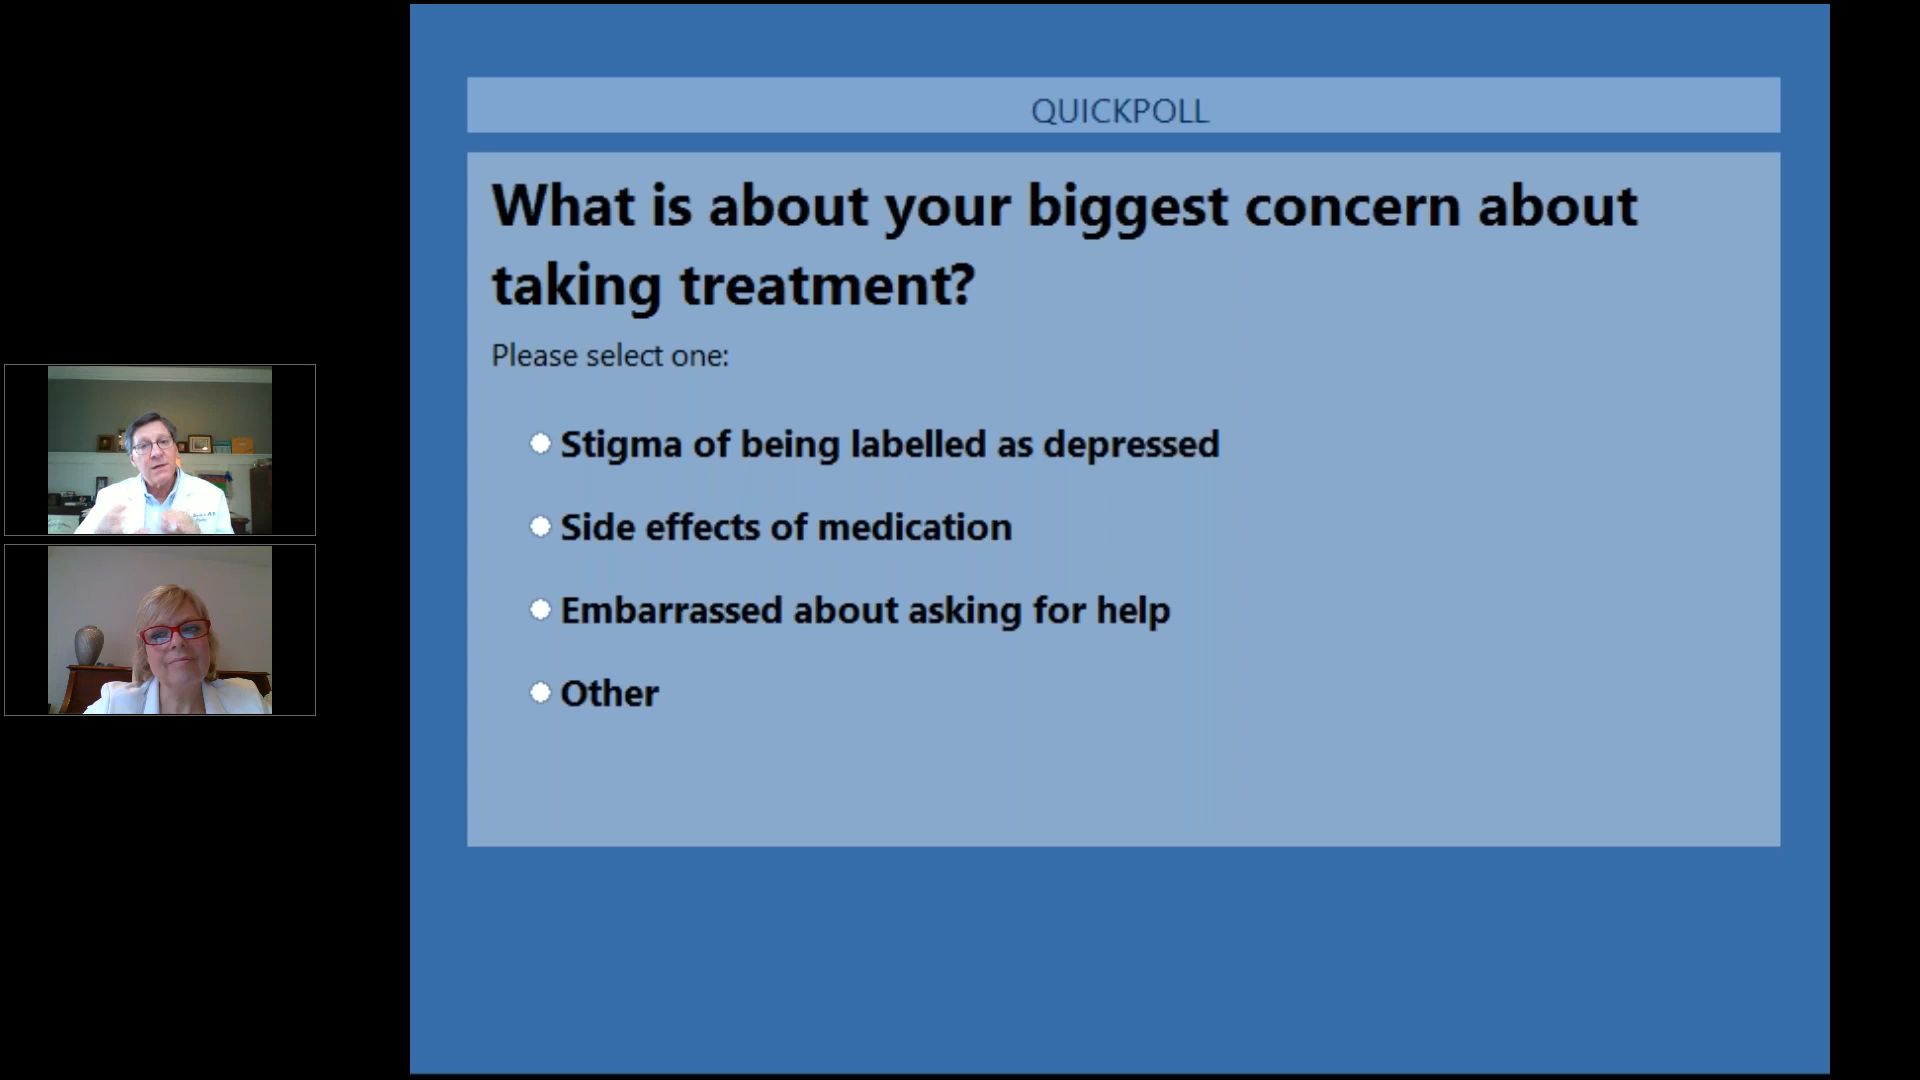 QUICKPOLL
What is about your biggest concern about
taking treatment?
Please select one:
Stigma of being labelled as depressed
Side effects of medication
Embarrassed about asking for help
Other